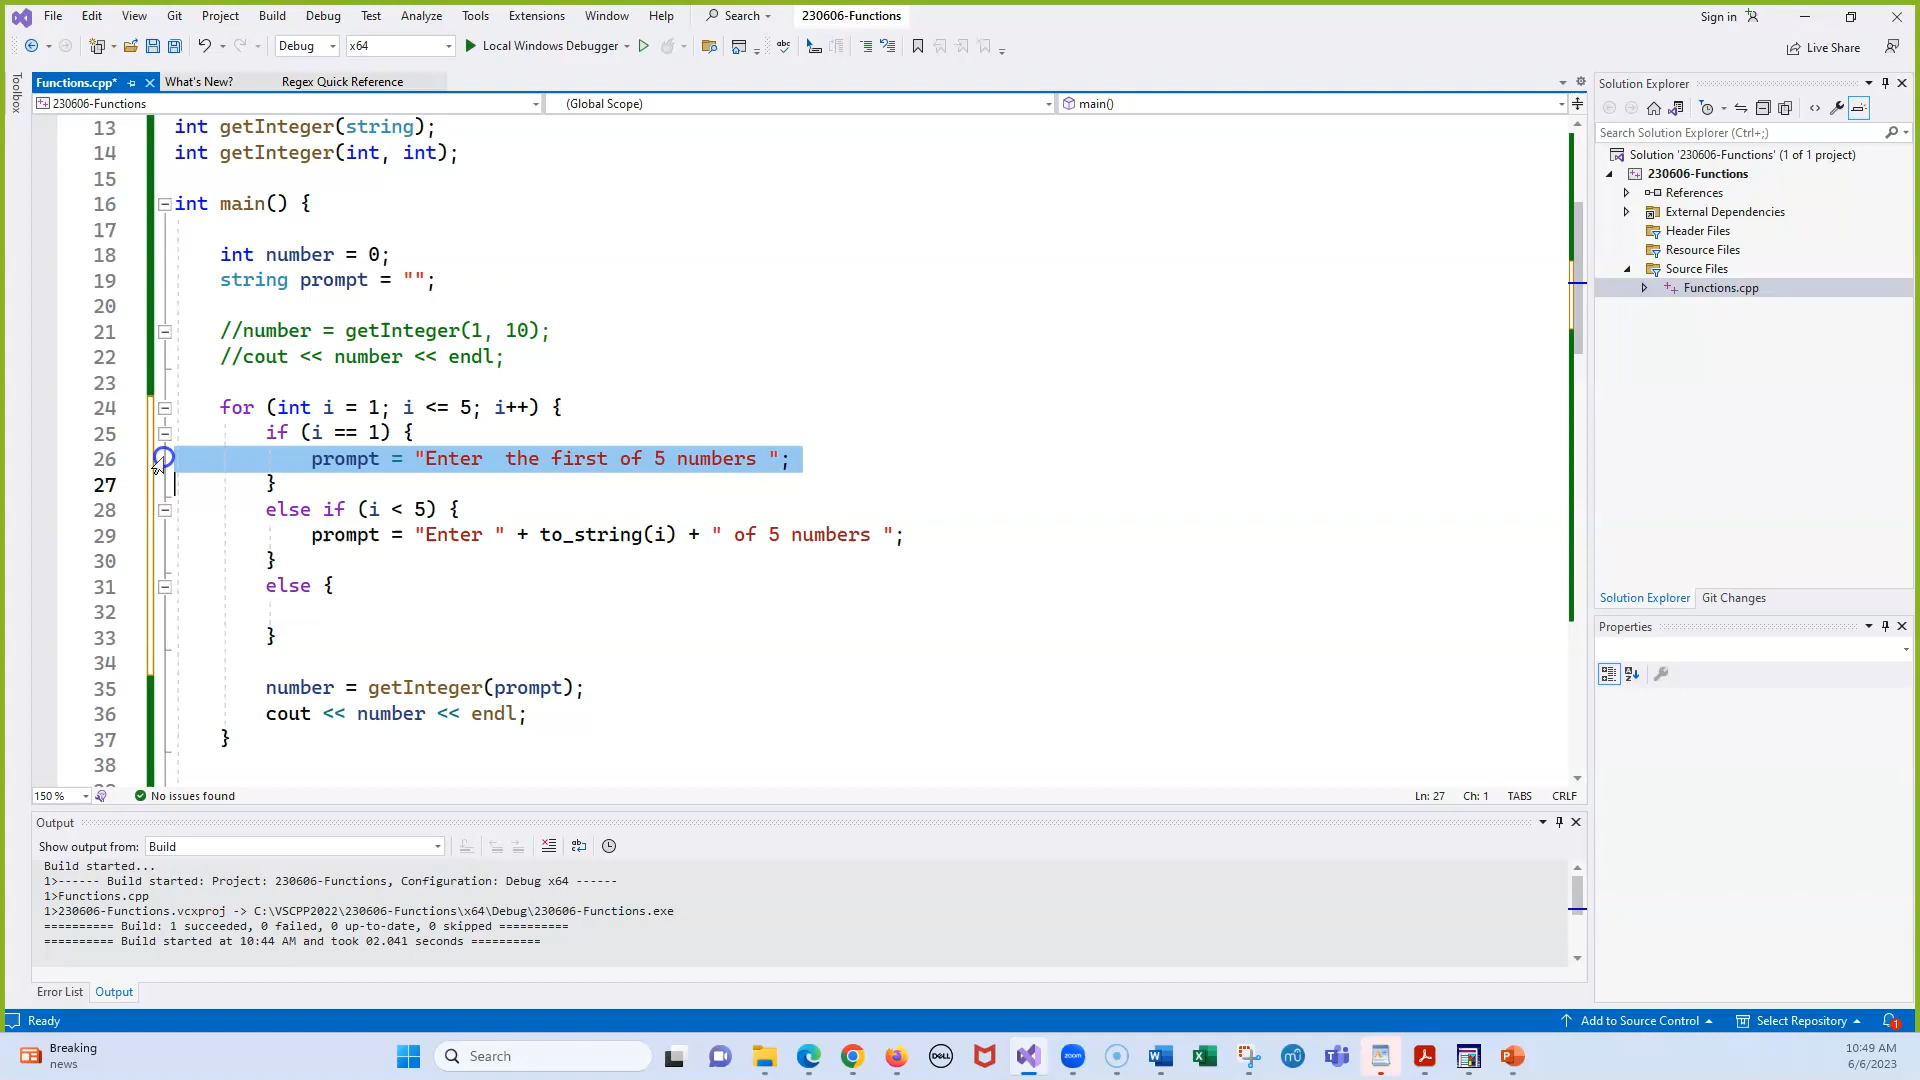 File Edit View Git Project Build Debug Test Analyze Tools Extensions Window Help Search 230606-Functions Sign in
Debug x64 Local Windows Debugger Live Share
Toolbox
Functions.cpp* What's New? Regex Quick Reference
230606-Functions (Global Scope) main()
13 int getInteger(string);
14 int getInteger(int, int);
15
16 int main() {
17
18 int number = 0;
19 string prompt = "";
20
21 //number = getInteger(1, 10);
22 //cout << number << endl;
23
24 for (int i = 1; i <= 5; i++) {
25 if (i == 1) {
26 prompt = "Enter  the first of 5 numbers ";
27 }
28 else if (i < 5) {
29 prompt = "Enter " + to_string(i) + " of 5 numbers ";
30 }
31 else {
32
33 }
34
35 number = getInteger(prompt);
36 cout << number << endl;
37 }
38
150 % No issues found Ln: 27 Ch: 1 TABS CRLF
Output
Show output from: Build
Build started...
1>------ Build started: Project: 230606-Functions, Configuration: Debug x64 ------
1>Functions.cpp
1>230606-Functions.vcxproj -> C:\VSCPP2022\230606-Functions\x64\Debug\230606-Functions.exe
========== Build: 1 succeeded, 0 failed, 0 up-to-date, 0 skipped ==========
========== Build started at 10:44 AM and took 02.041 seconds ==========
Error List Output
Solution Explorer
Search Solution Explorer (Ctrl+;)
Solution '230606-Functions' (1 of 1 project)
230606-Functions
References
External Dependencies
Header Files
Resource Files
Source Files
Functions.cpp
Solution Explorer Git Changes
Properties
Ready Add to Source Control Select Repository 1
Breaking
news
Search
DELL
zoom
10:49 AM
6/6/2023